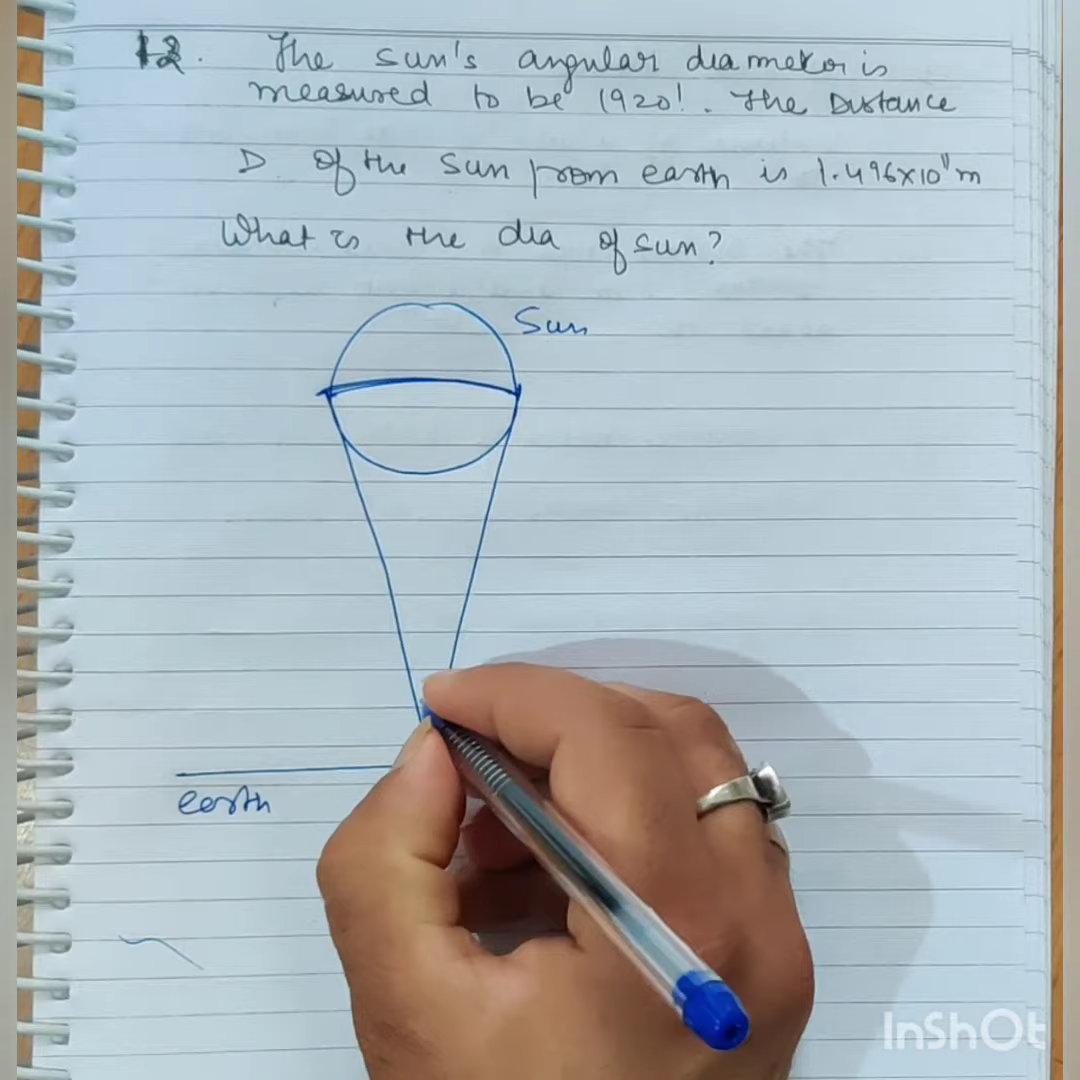 12. The sun's angular diameter is
measured to be 1920!. The Distance
D of the Sun from earth is 1.496x10¹¹m
What is the dia of sun?
Sun
earth
InShOt